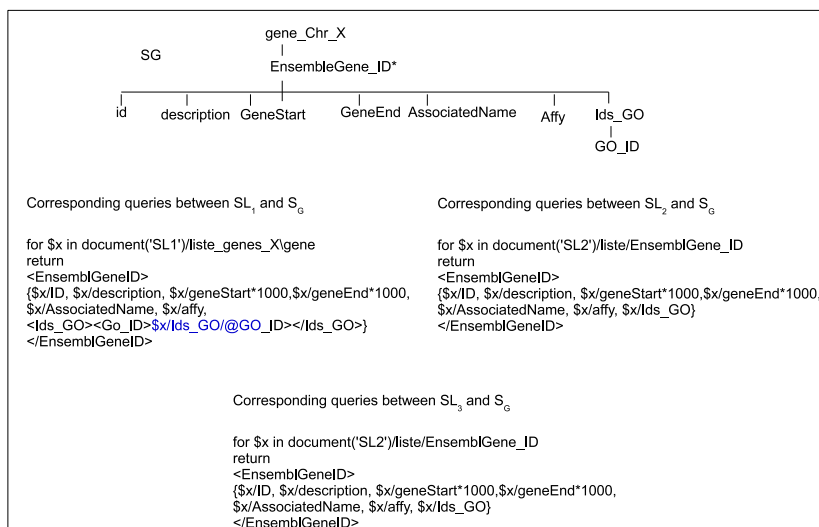 gene_Chr_X
SG
EnsembleGene_ID*
id description GeneStart GeneEnd AssociatedName Affy Ids_GO
GO_ID
Corresponding queries between SL1 and SG
for $x in document('SL1')/liste_genes_X\gene
return
<EnsemblGeneID>
{$x/ID, $x/description, $x/geneStart*1000,$x/geneEnd*1000,
$x/AssociatedName, $x/affy,
<Ids_GO><Go_ID>$x/Ids_GO/@GO_ID></Ids_GO>}
</EnsemblGeneID>
Corresponding queries between SL2 and SG
for $x in document('SL2')/liste/EnsemblGene_ID
return
<EnsemblGeneID>
{$x/ID, $x/description, $x/geneStart*1000,$x/geneEnd*1000,
$x/AssociatedName, $x/affy, $x/Ids_GO}
</EnsemblGeneID>
Corresponding queries between SL3 and SG
for $x in document('SL2')/liste/EnsemblGene_ID
return
<EnsemblGeneID>
{$x/ID, $x/description, $x/geneStart*1000,$x/geneEnd*1000,
$x/AssociatedName, $x/affy, $x/Ids_GO}
</EnsemblGeneID>